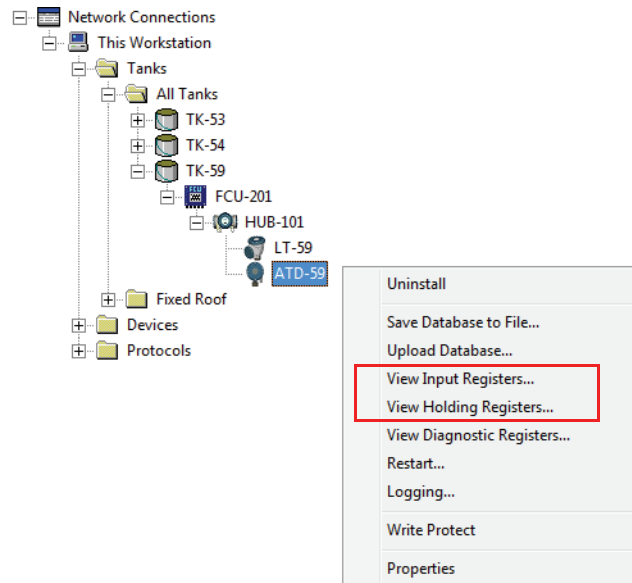 Network Connections
This Workstation
Tanks
All Tanks
TK-53
TK-54
TK-59
FCU
FCU-201
HUB-101
LT-59
ATD-59
Fixed Roof
Devices
Protocols
Uninstall
Save Database to File...
Upload Database...
View Input Registers...
View Holding Registers...
View Diagnostic Registers...
Restart...
Logging...
Write Protect
Properties